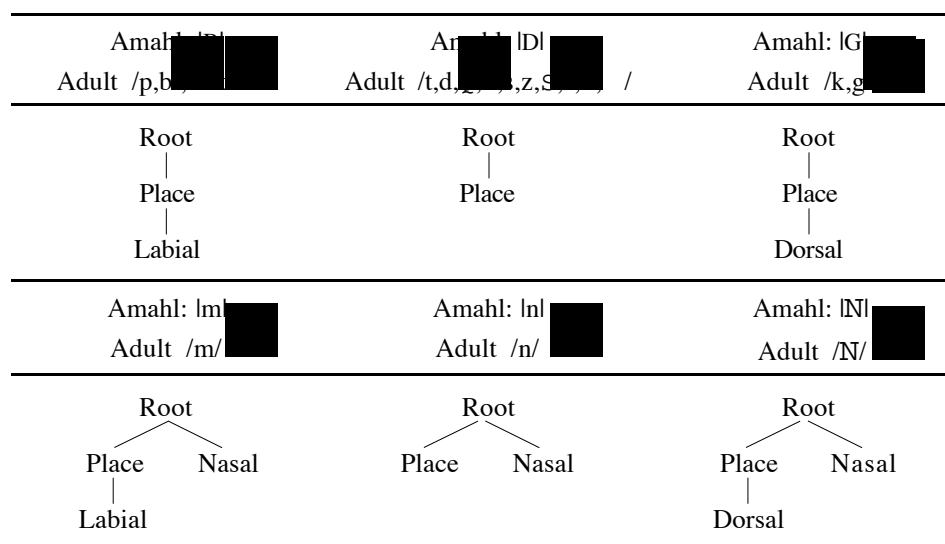 Amahl: |D| Amahl: |G|
Adult /p,b Adult /t,d, Adult /k,g
Root Root Root
Place Place Place
Labial Dorsal
Amahl: |m| Amahl: |n| Amahl: |N|
Adult /m/ Adult /n/ Adult /N/
Root Root Root
Place Nasal Place Nasal Place Nasal
Labial Dorsal